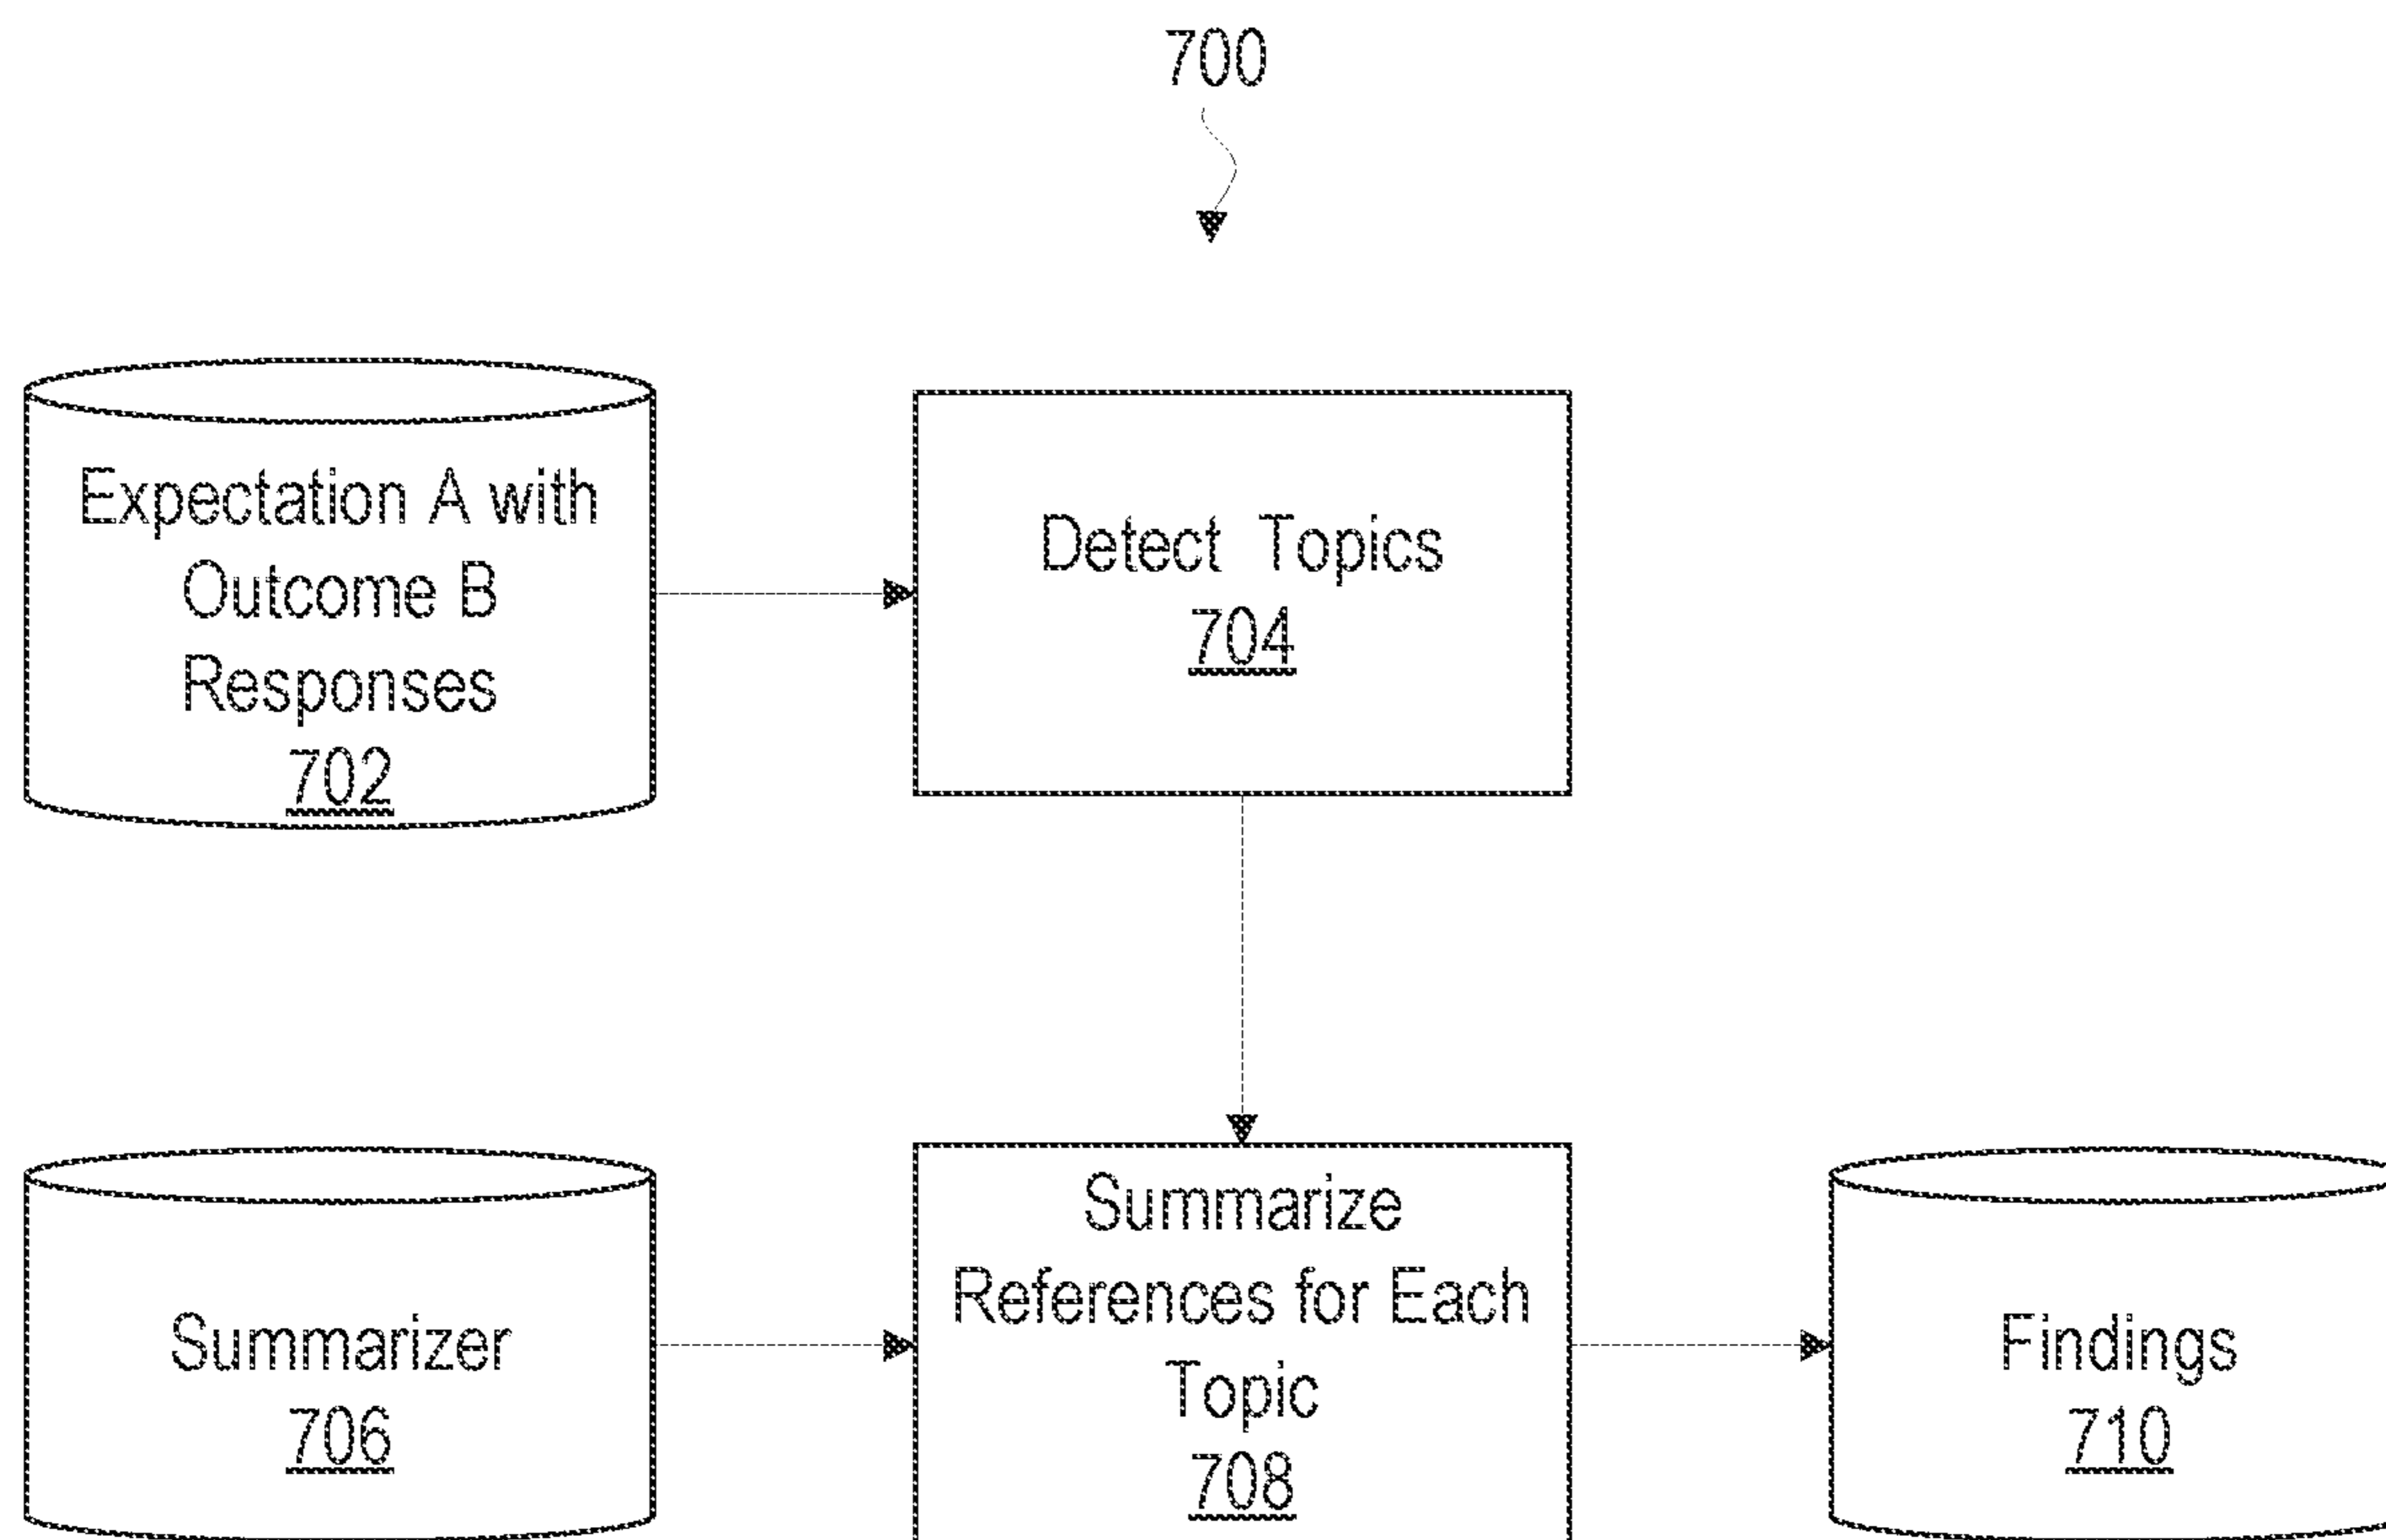 700
Expectation A with
Outcome B
Responses
702
Detect Topics
704
Summarizer
706
Summarize
References for Each
Topic
708
Findings
710